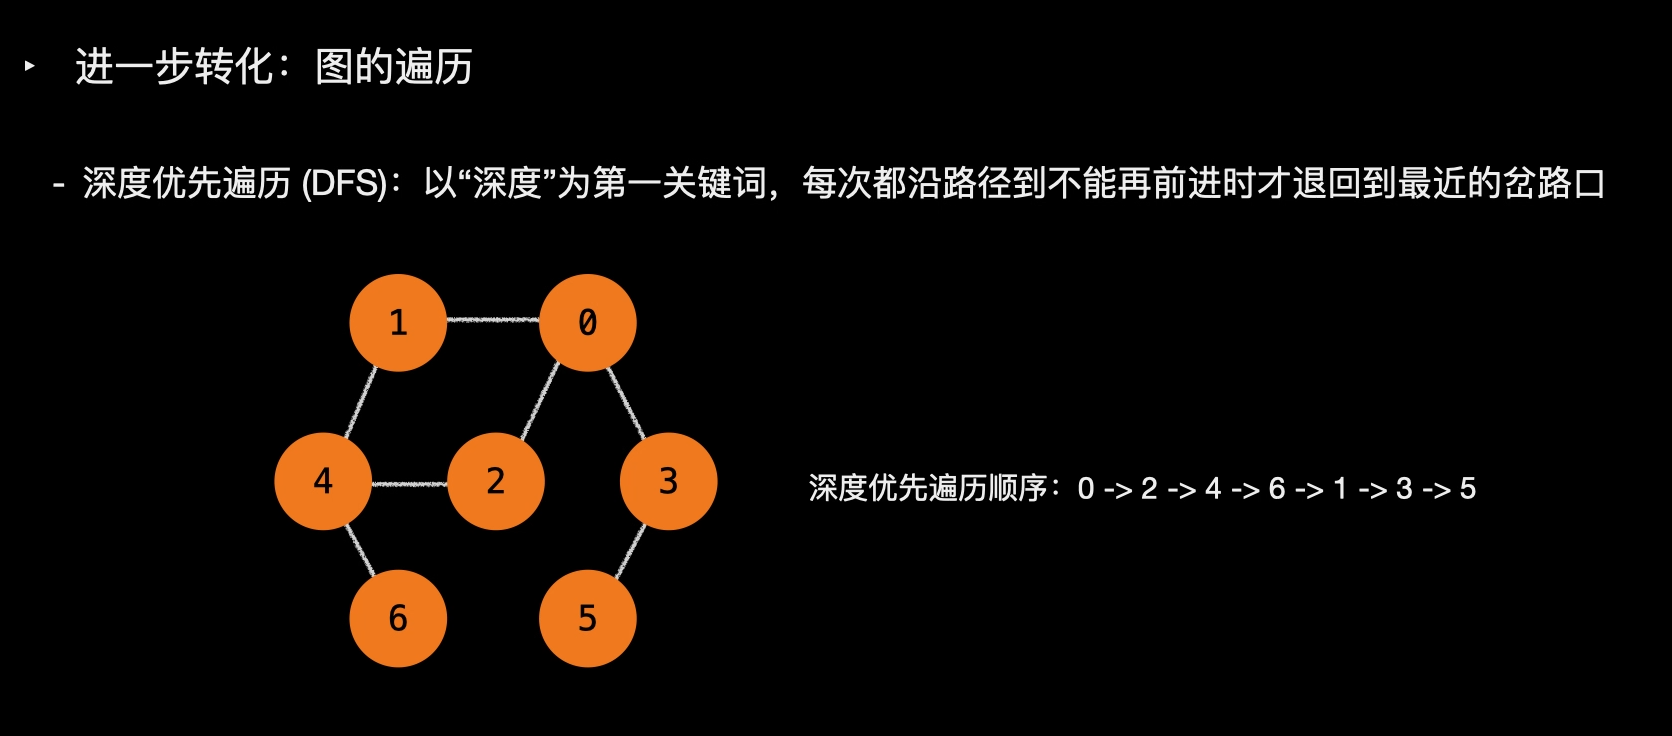 ‣ 进一步转化：图的遍历
- 深度优先遍历 (DFS)：以“深度”为第一关键词，每次都沿路径到不能再前进时才退回到最近的岔路口
1 0
4 2 3
深度优先遍历顺序：0 -> 2 -> 4 -> 6 -> 1 -> 3 -> 5
6 5